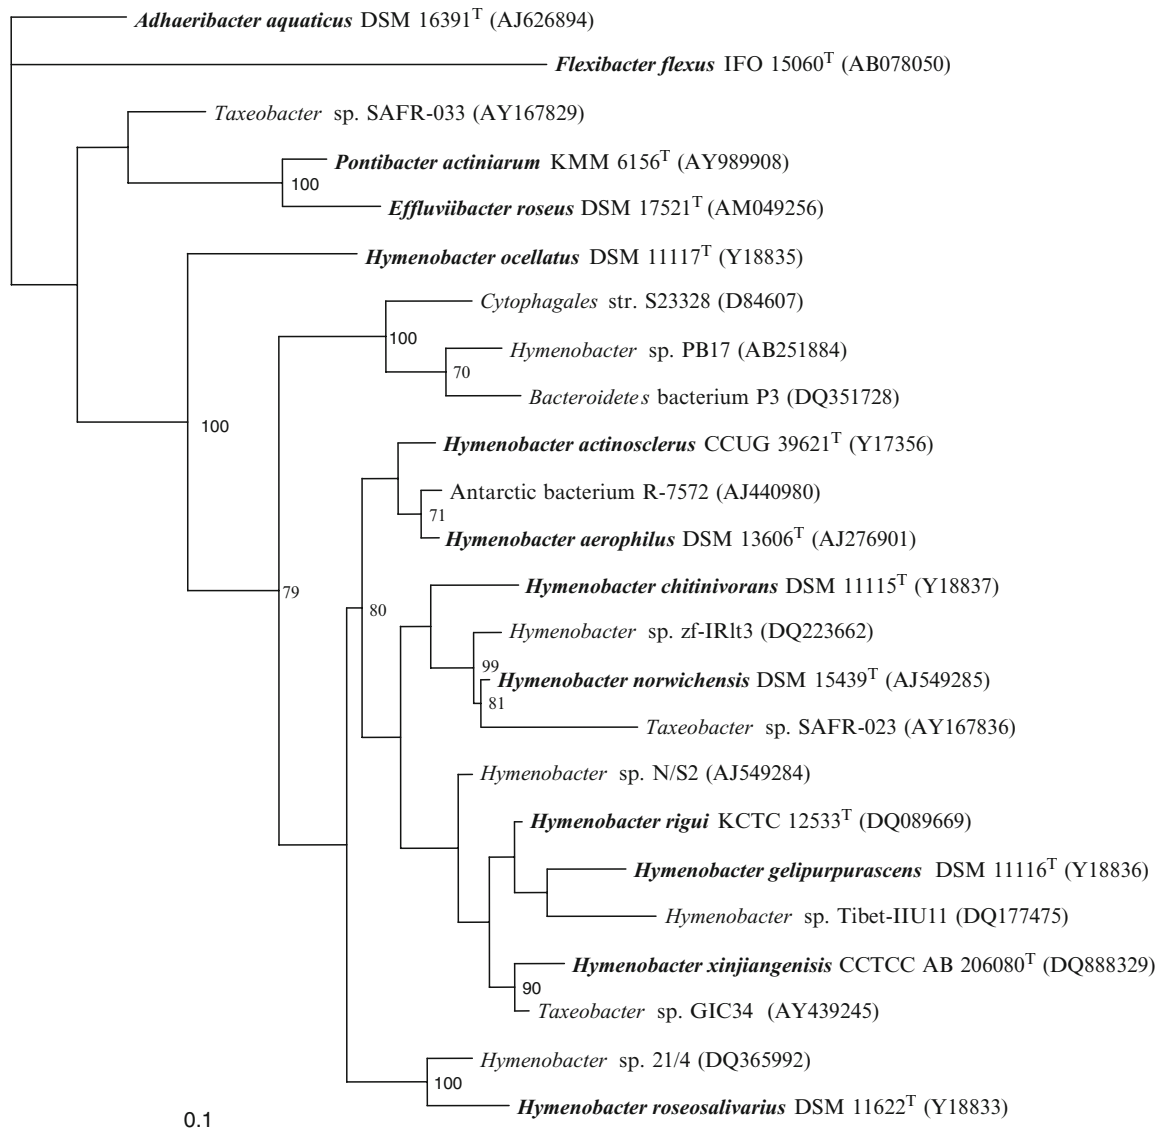 Adhaeribacter aquaticus DSM 16391T (AJ626894)
Flexibacter flexus IFO 15060T (AB078050)
Taxeobacter sp. SAFR-033 (AY167829)
Pontibacter actiniarum KMM 6156T (AY989908)
100
Effluviibacter roseus DSM 17521T (AM049256)
Hymenobacter ocellatus DSM 11117T (Y18835)
Cytophagales str. S23328 (D84607)
100
Hymenobacter sp. PB17 (AB251884)
70
Bacteroidetes bacterium P3 (DQ351728)
100
Hymenobacter actinosclerus CCUG 39621T (Y17356)
Antarctic bacterium R-7572 (AJ440980)
71
Hymenobacter aerophilus DSM 13606T (AJ276901)
Hymenobacter chitinivorans DSM 11115T (Y18837)
79
80
Hymenobacter sp. zf-IRlt3 (DQ223662)
99
Hymenobacter norwichensis DSM 15439T (AJ549285)
81
Taxeobacter sp. SAFR-023 (AY167836)
Hymenobacter sp. N/S2 (AJ549284)
Hymenobacter rigui KCTC 12533T (DQ089669)
Hymenobacter gelipurpurascens DSM 11116T (Y18836)
Hymenobacter sp. Tibet-IIU11 (DQ177475)
Hymenobacter xinjiangenisis CCTCC AB 206080T (DQ888329)
90
Taxeobacter sp. GIC34 (AY439245)
Hymenobacter sp. 21/4 (DQ365992)
100
Hymenobacter roseosalivarius DSM 11622T (Y18833)
0.1